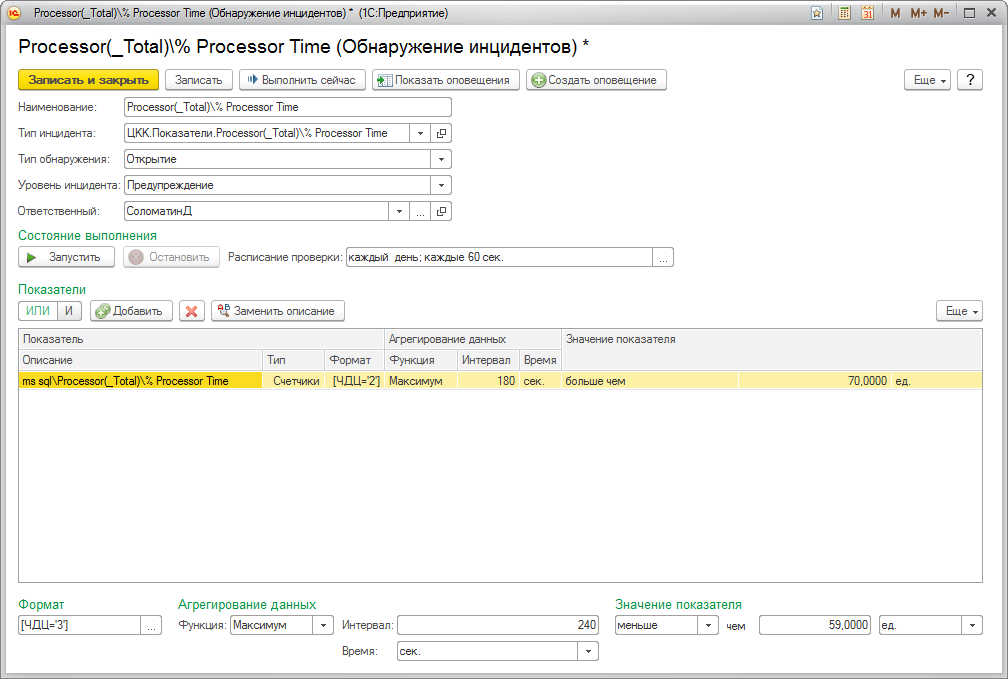 Processor(_Total)\% Processor Time (Обнаружение инцидентов) * (1С:Предприятие)
31 M M+ M−
Processor(_Total)\% Processor Time (Обнаружение инцидентов) *
Записать и закрыть Записать Выполнить сейчас Показать оповещения Создать оповещение Еще ?
Наименование: Processor(_Total)\% Processor Time
Тип инцидента: ЦКК.Показатели.Processor(_Total)\% Processor Time
Тип обнаружения: Открытие
Уровень инцидента: Предупреждение
Ответственный: СоломатинД ...
Состояние выполнения
Запустить Остановить Расписание проверки: каждый день; каждые 60 сек. ...
Показатели
ИЛИ И Добавить Заменить описание Еще
Показатель Агрегирование данных Значение показателя
Описание Тип Формат Функция Интервал Время
ms sql\Processor(_Total)\% Processor Time Счетчики [ЧДЦ='2'] Максимум 180 сек. больше чем 70,0000 ед.
Формат Агрегирование данных Значение показателя
[ЧДЦ='3'] ... Функция: Максимум Интервал: 240 меньше чем 59,0000 ед.
Время: сек.